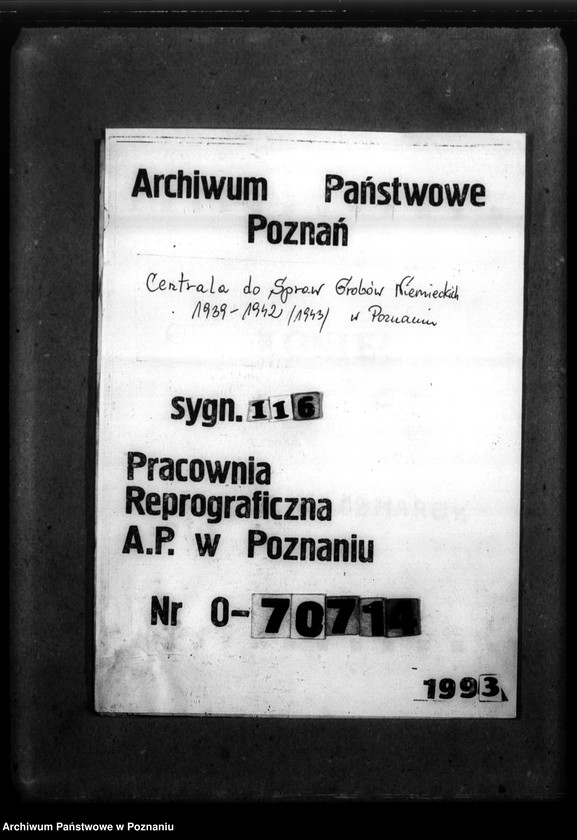 Archiwum Państwowe
Poznań
Centrala do Spraw Grobów Niemieckich
1939-1942 /1943/ w Poznaniu
sygn. 116
Pracownia
Reprograficzna
A.P. w Poznaniu
Nr 0-70714
1993
Archiwum Państwowe w Poznaniu